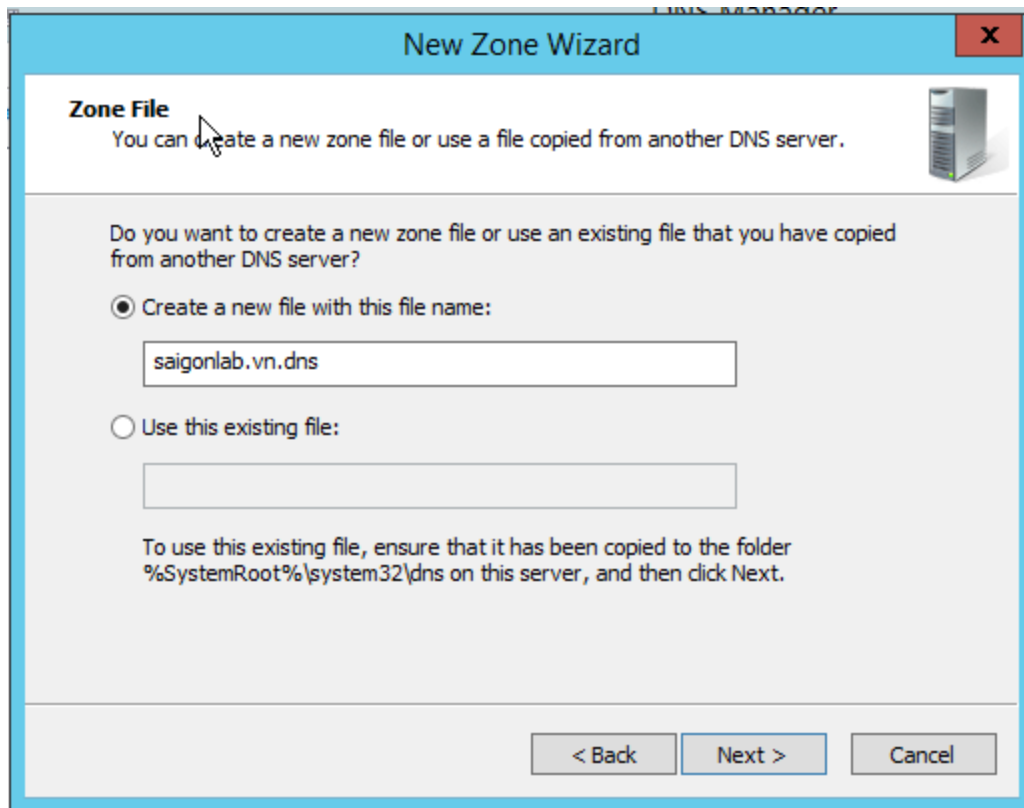 DNS Manager
New Zone Wizard
x
Zone File
You can create a new zone file or use a file copied from another DNS server.
Do you want to create a new zone file or use an existing file that you have copied
from another DNS server?
Create a new file with this file name:
saigonlab.vn.dns
Use this existing file:
To use this existing file, ensure that it has been copied to the folder
%SystemRoot%\system32\dns on this server, and then click Next.
< Back
Next >
Cancel